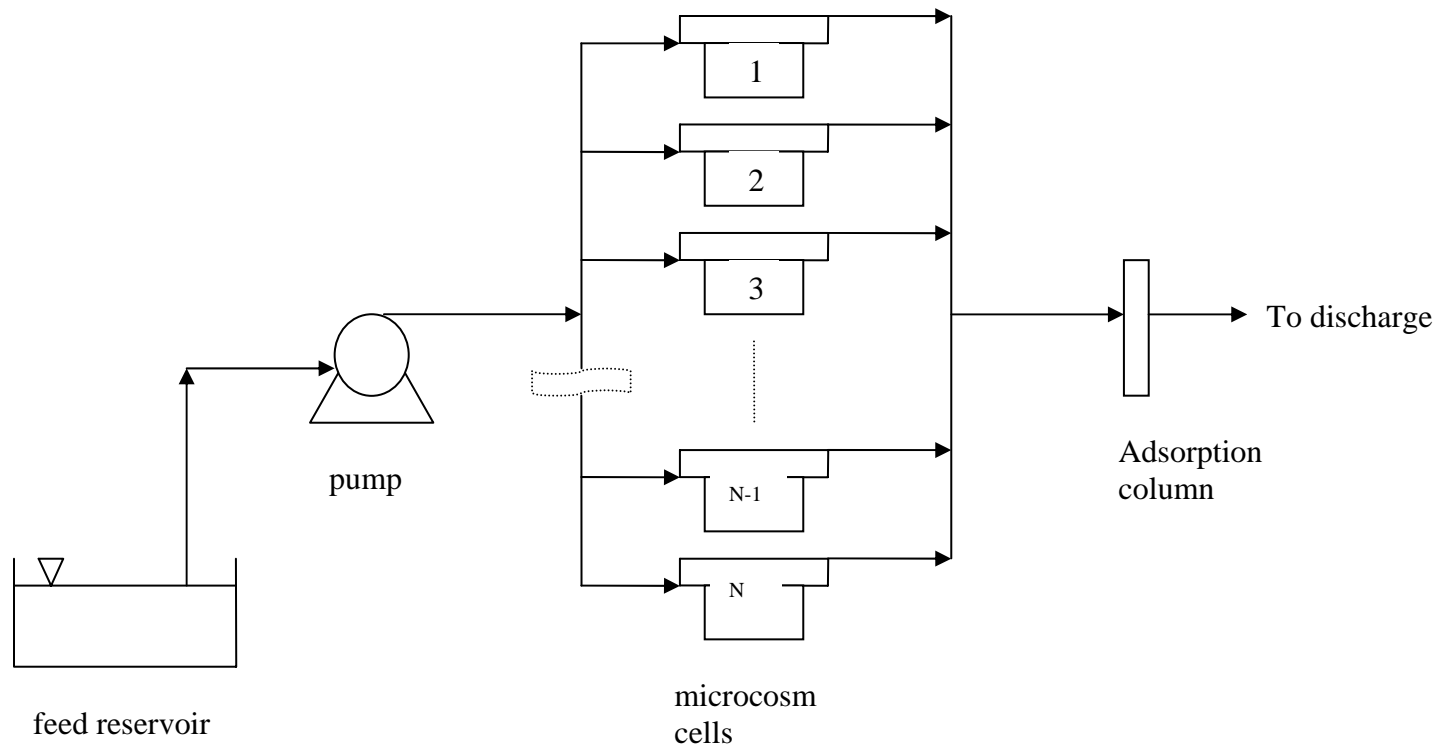 1
2
3
To discharge
pump
N-1
Adsorption
column
N
feed reservoir
microcosm
cells